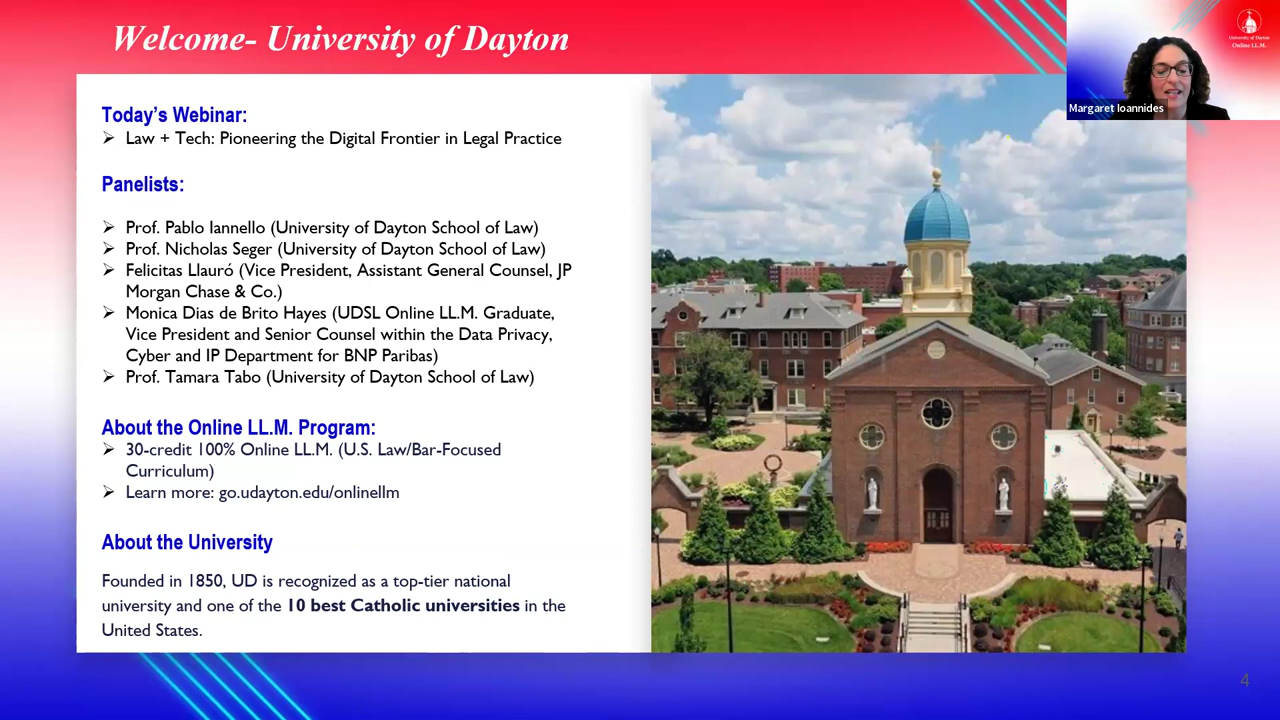 Welcome- University of Dayton
University of Dayton
Online LL.M.
Margaret Ioannides
Today's Webinar:
➢ Law + Tech: Pioneering the Digital Frontier in Legal Practice
Panelists:
➢ Prof. Pablo Iannello (University of Dayton School of Law)
➢ Prof. Nicholas Seger (University of Dayton School of Law)
➢ Felicitas Llauró (Vice President, Assistant General Counsel, JP
Morgan Chase & Co.)
➢ Monica Dias de Brito Hayes (UDSL Online LL.M. Graduate,
Vice President and Senior Counsel within the Data Privacy,
Cyber and IP Department for BNP Paribas)
➢ Prof. Tamara Tabo (University of Dayton School of Law)
About the Online LL.M. Program:
➢ 30-credit 100% Online LL.M. (U.S. Law/Bar-Focused
Curriculum)
➢ Learn more: go.udayton.edu/onlinellm
About the University
Founded in 1850, UD is recognized as a top-tier national
university and one of the 10 best Catholic universities in the
United States.
4